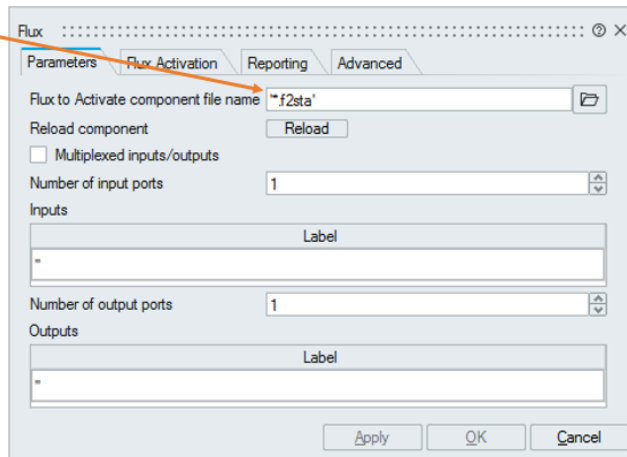 Flux
Parameters Flux Activation Reporting Advanced
Flux to Activate component file name '*.f2sta'
Reload component Reload
Multiplexed inputs/outputs
Number of input ports 1
Inputs
Label
''
Number of output ports 1
Outputs
Label
''
Apply OK Cancel